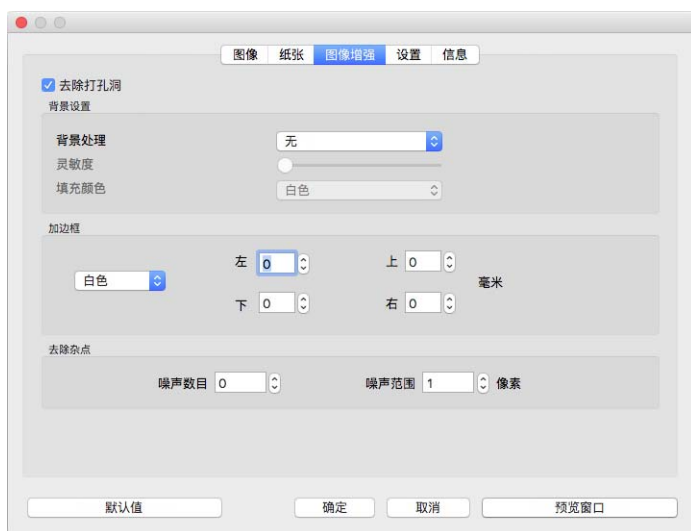 图像 纸张 图像增强 设置 信息
去除打孔洞
背景设置
背景处理 无
灵敏度
填充颜色 白色
加边框
左 0 上 0
白色 毫米
下 0 右 0
去除杂点
噪声数目 0 噪声范围 1 像素
默认值 确定 取消 预览窗口